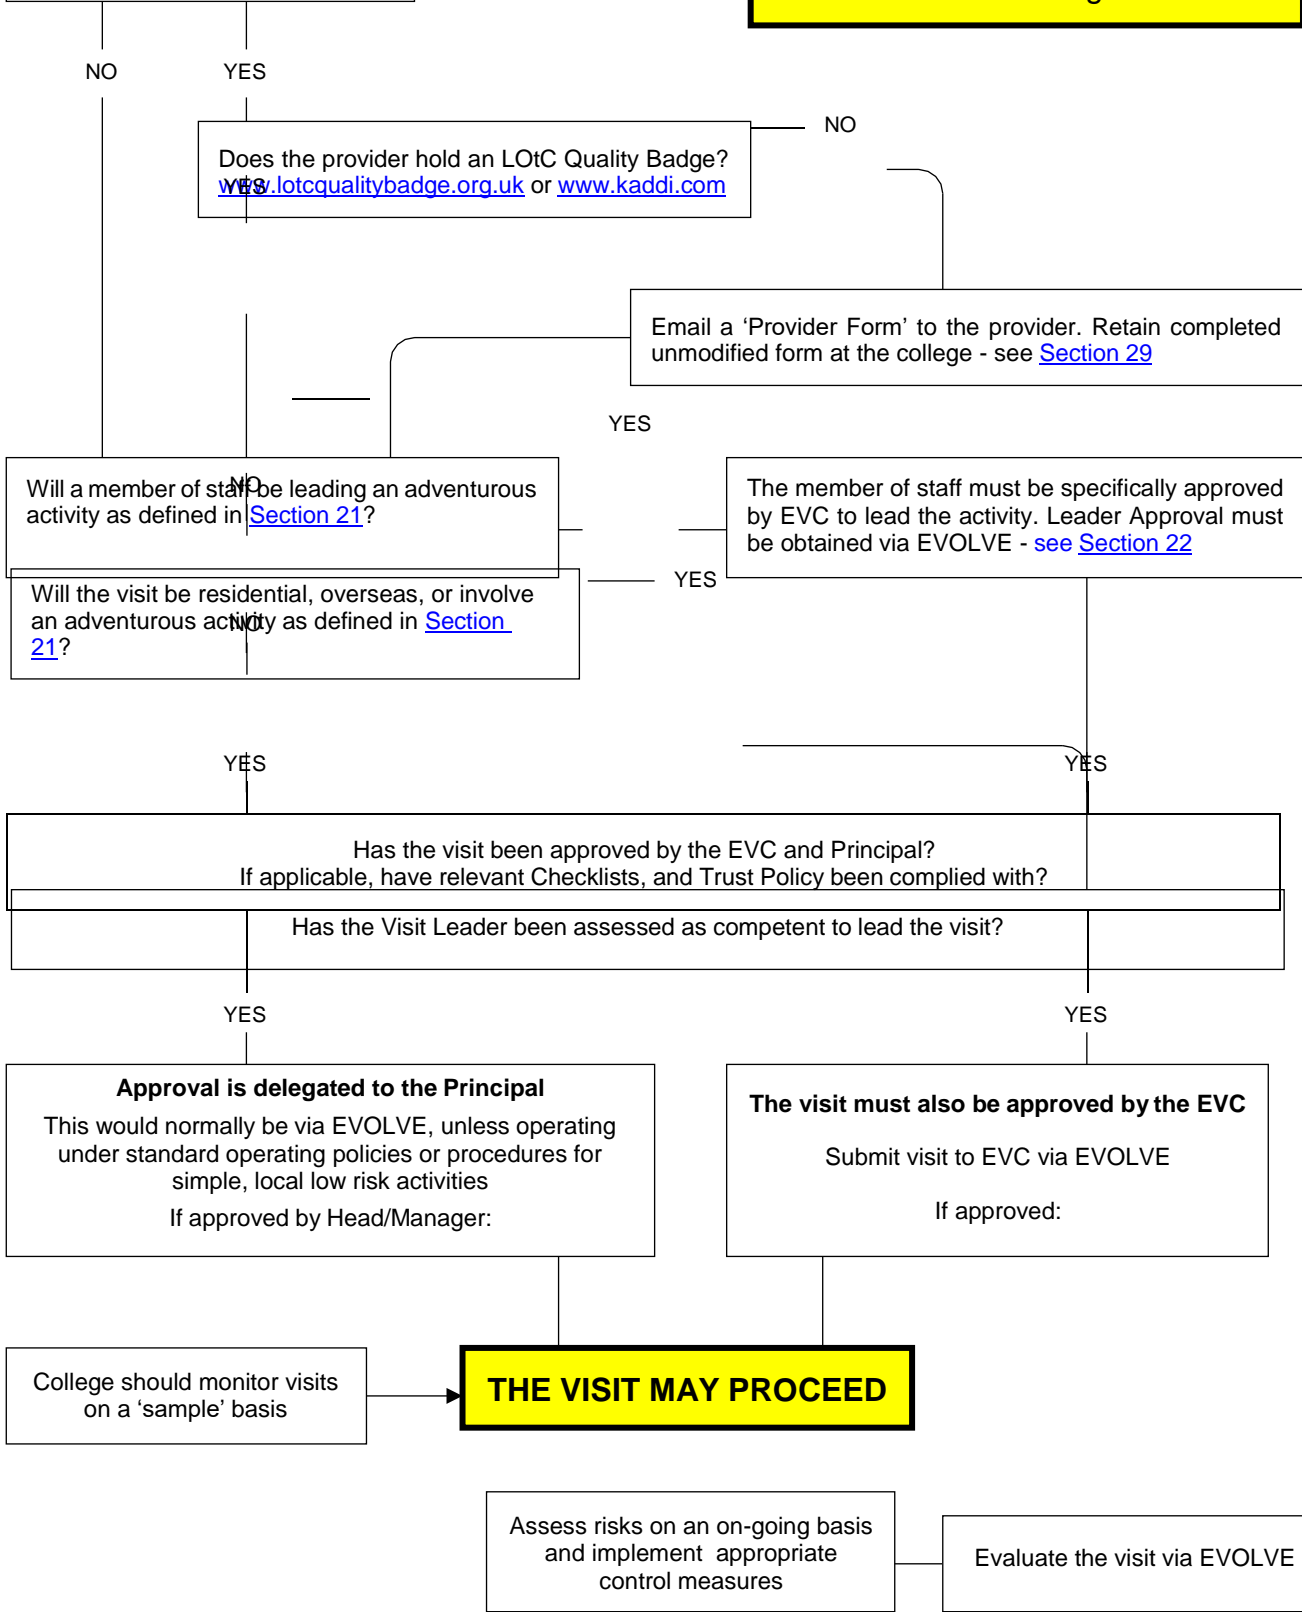 NO
YES
NO
Does the provider hold an LOtC Quality Badge?
www.lotcqualitybadge.org.uk or www.kaddi.com
YES
Email a ‘Provider Form’ to the provider. Retain completed
unmodified form at the college - see Section 29
YES
Will a member of staff be leading an adventurous
activity as defined in Section 21?
NO
The member of staff must be specifically approved
by EVC to lead the activity. Leader Approval must
be obtained via EVOLVE - see Section 22
YES
Will the visit be residential, overseas, or involve
an adventurous activity as defined in Section
21?
NO
YES
YES
Has the visit been approved by the EVC and Principal?
If applicable, have relevant Checklists, and Trust Policy been complied with?
Has the Visit Leader been assessed as competent to lead the visit?
YES
YES
Approval is delegated to the Principal
This would normally be via EVOLVE, unless operating
under standard operating policies or procedures for
simple, local low risk activities
If approved by Head/Manager:
The visit must also be approved by the EVC
Submit visit to EVC via EVOLVE
If approved:
College should monitor visits
on a ‘sample’ basis
THE VISIT MAY PROCEED
Assess risks on an on-going basis
and implement appropriate
control measures
Evaluate the visit via EVOLVE